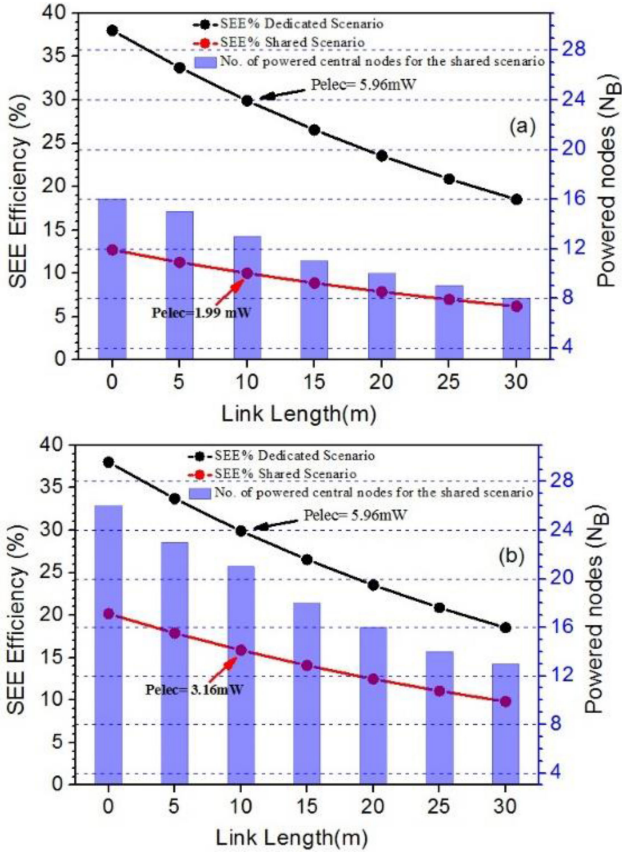 40
35
30
25
20
15
10
5
0
SEE Efficiency (%)
SEE% Dedicated Scenario
SEE% Shared Scenario
No. of powered central nodes for the shared scenario
Pelec= 5.96mW
(a)
Pelec=1.99 mW
28
24
20
16
12
8
4
Powered nodes (NB)
0 5 10 15 20 25 30
Link Length(m)
40
35
30
25
20
15
10
5
0
SEE Efficiency (%)
SEE% Dedicated Scenario
SEE% Shared Scenario
No. of powered central nodes for the shared scenario
Pelec= 5.96mW
(b)
Pelec= 3.16mW
28
24
20
16
12
8
4
Powered nodes (NB)
0 5 10 15 20 25 30
Link Length(m)